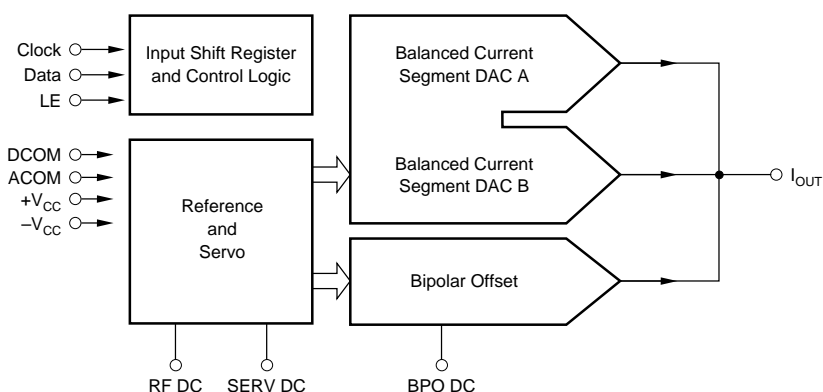 Clock
Data
LE
Input Shift Register
and Control Logic
Balanced Current
Segment DAC A
DCOM
ACOM
+VCC
–VCC
Reference
and
Servo
Balanced Current
Segment DAC B
IOUT
Bipolar Offset
RF DC
SERV DC
BPO DC